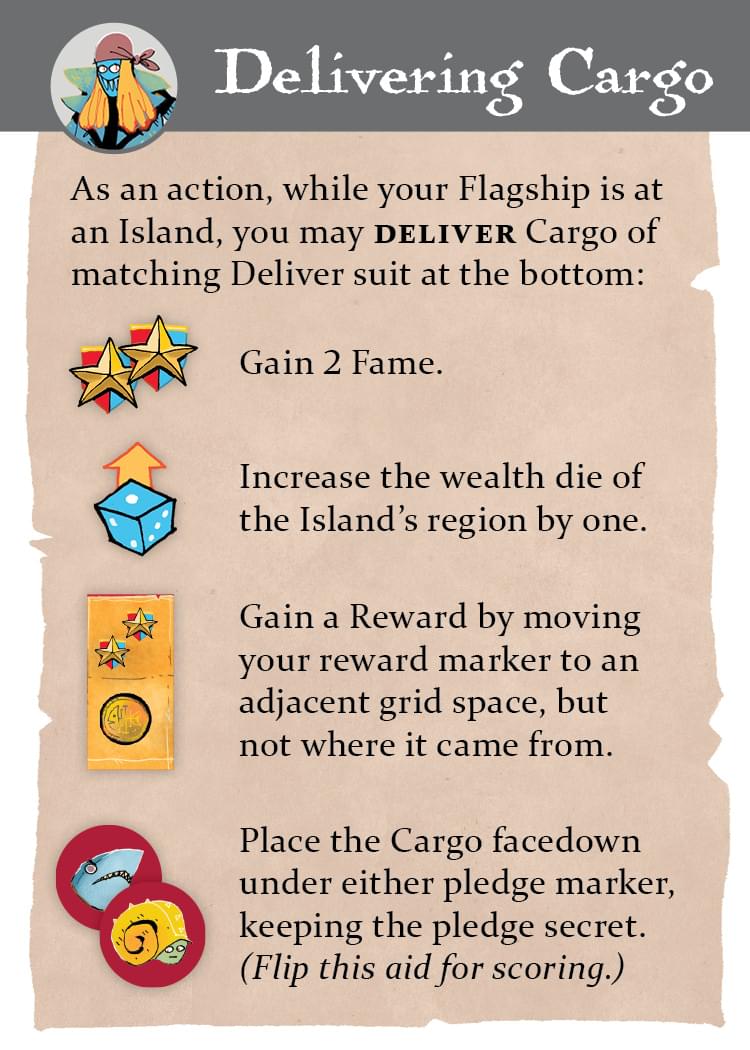 Delivering Cargo
As an action, while your Flagship is at
an Island, you may DELIVER Cargo of
matching Deliver suit at the bottom:
Gain 2 Fame.
Increase the wealth die of
the Island’s region by one.
Gain a Reward by moving
your reward marker to an
adjacent grid space, but
not where it came from.
Place the Cargo facedown
under either pledge marker,
keeping the pledge secret.
(Flip this aid for scoring.)